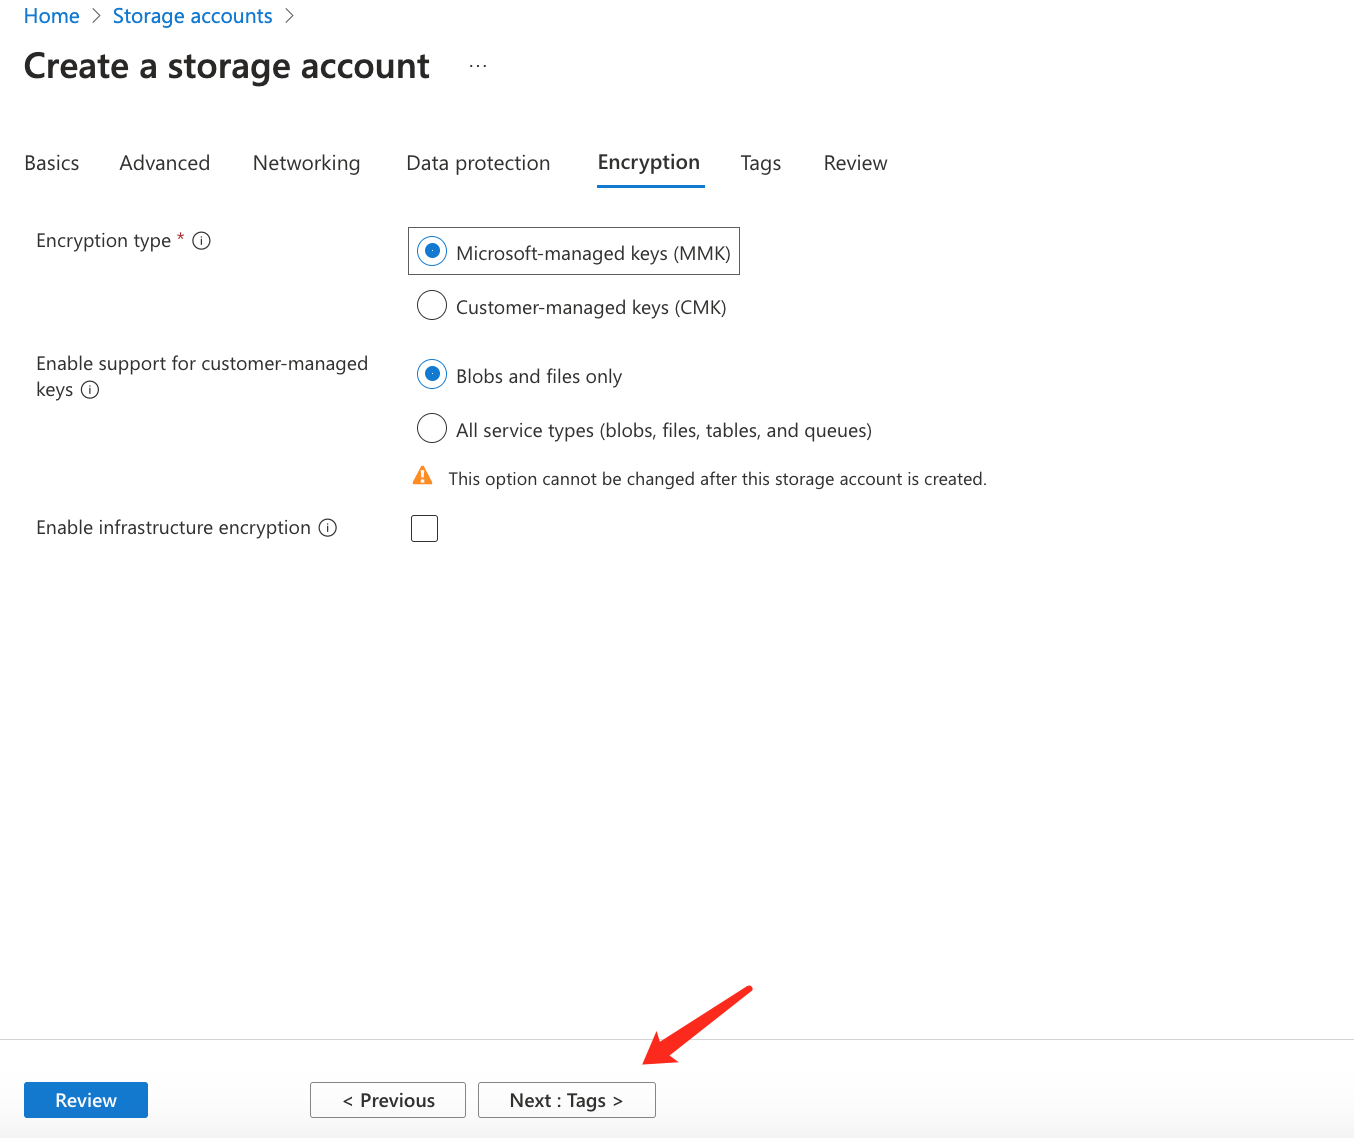 Home > Storage accounts >
Create a storage account ...
Basics Advanced Networking Data protection Encryption Tags Review
Encryption type *
Microsoft-managed keys (MMK)
Customer-managed keys (CMK)
Enable support for customer-managed
keys
Blobs and files only
All service types (blobs, files, tables, and queues)
This option cannot be changed after this storage account is created.
Enable infrastructure encryption
Review < Previous Next : Tags >